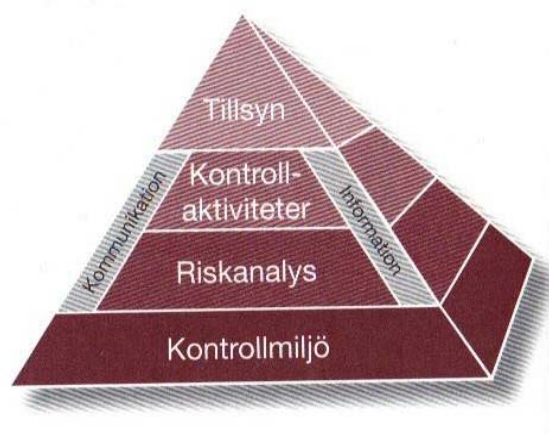 Tillsyn
Kontroll-
aktiviteter
Kommunikation
Information
Riskanalys
Kontrollmiljö